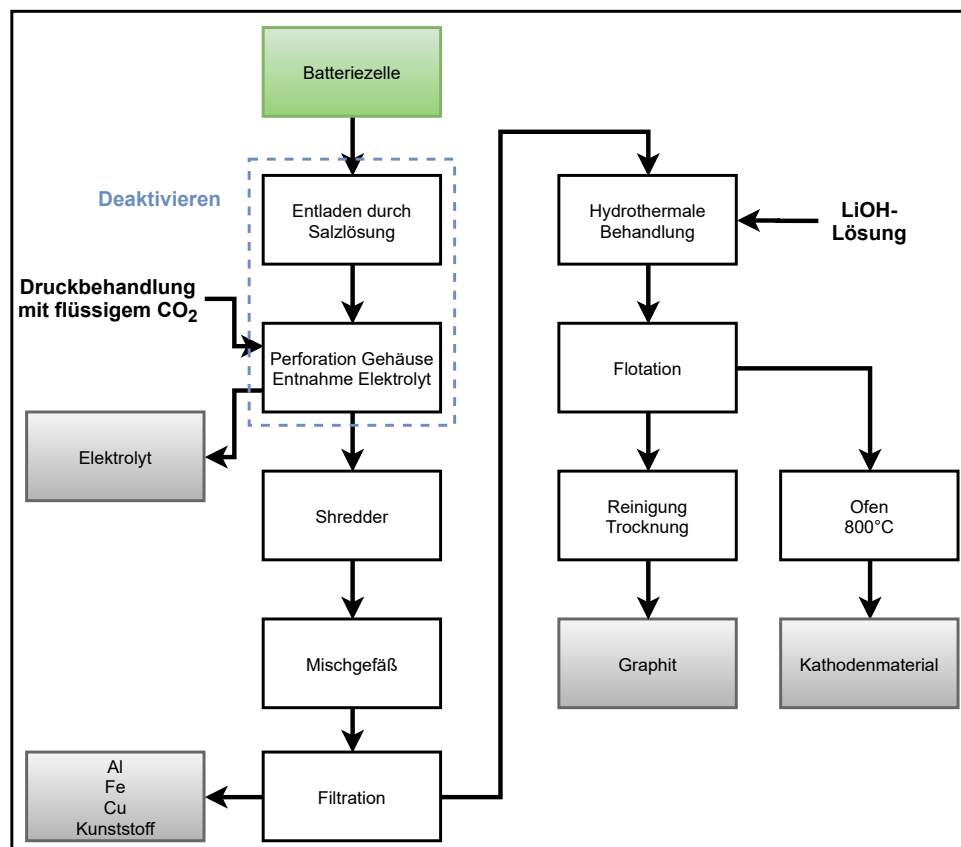 Batteriezelle
Deaktivieren
Entladen durch
Salzlösung
Druckbehandlung
mit flüssigem CO₂
Perforation Gehäuse
Entnahme Elektrolyt
Elektrolyt
Shredder
Mischgefäß
Filtration
Al
Fe
Cu
Kunststoff
Hydrothermale
Behandlung
LiOH-
Lösung
Flotation
Reinigung
Trocknung
Ofen
800°C
Graphit
Kathodenmaterial